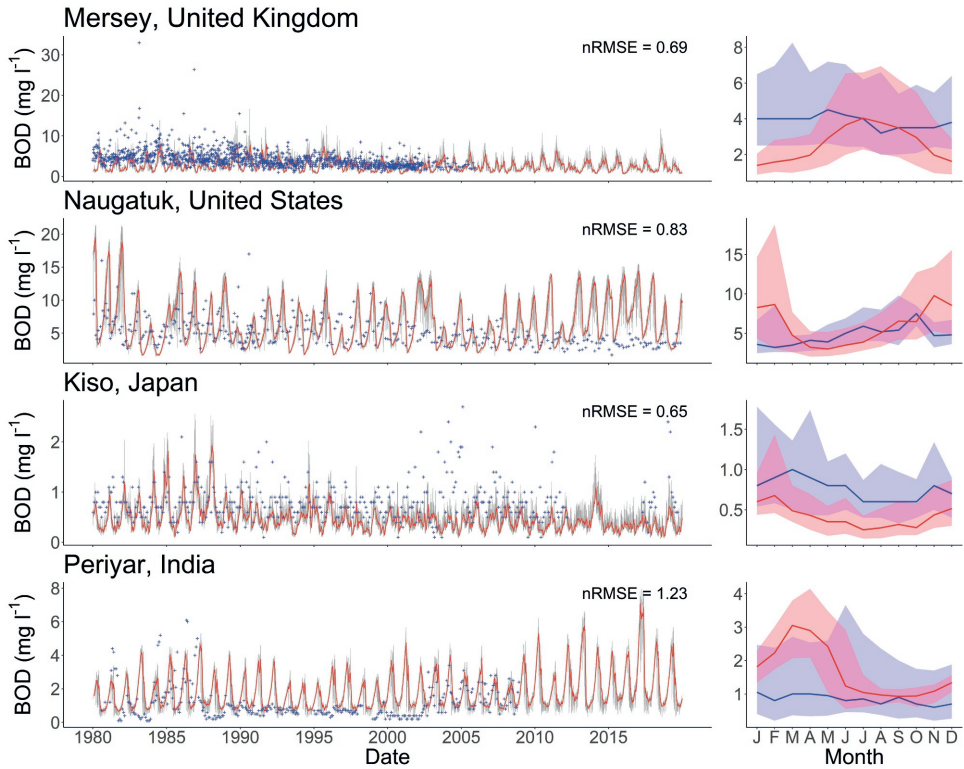 Mersey, United Kingdom
nRMSE = 0.69
BOD (mg l⁻¹)
30
20
10
0
8
6
4
2
Naugatuk, United States
nRMSE = 0.83
BOD (mg l⁻¹)
20
15
10
5
15
10
5
Kiso, Japan
nRMSE = 0.65
BOD (mg l⁻¹)
2
1
0
1.5
1.0
0.5
Periyar, India
nRMSE = 1.23
BOD (mg l⁻¹)
8
6
4
2
0
4
3
2
1
1980 1985 1990 1995 2000 2005 2010 2015
J F M A M J J A S O N D
Date
Month